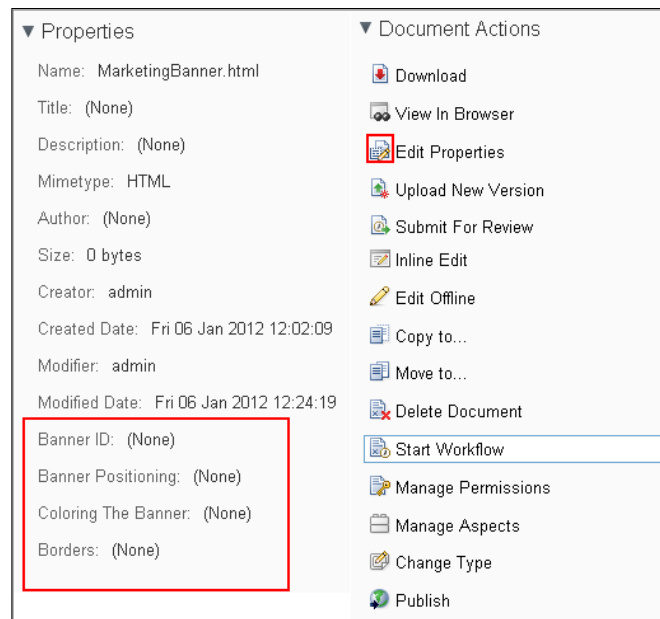 Properties
Name: MarketingBanner.html
Title: (None)
Description: (None)
Mimetype: HTML
Author: (None)
Size: 0 bytes
Creator: admin
Created Date: Fri 06 Jan 2012 12:02:09
Modifier: admin
Modified Date: Fri 06 Jan 2012 12:24:19
Banner ID: (None)
Banner Positioning: (None)
Coloring The Banner: (None)
Borders: (None)
Document Actions
Download
View In Browser
Edit Properties
Upload New Version
Submit For Review
Inline Edit
Edit Offline
Copy to...
Move to...
Delete Document
Start Workflow
Manage Permissions
Manage Aspects
Change Type
Publish